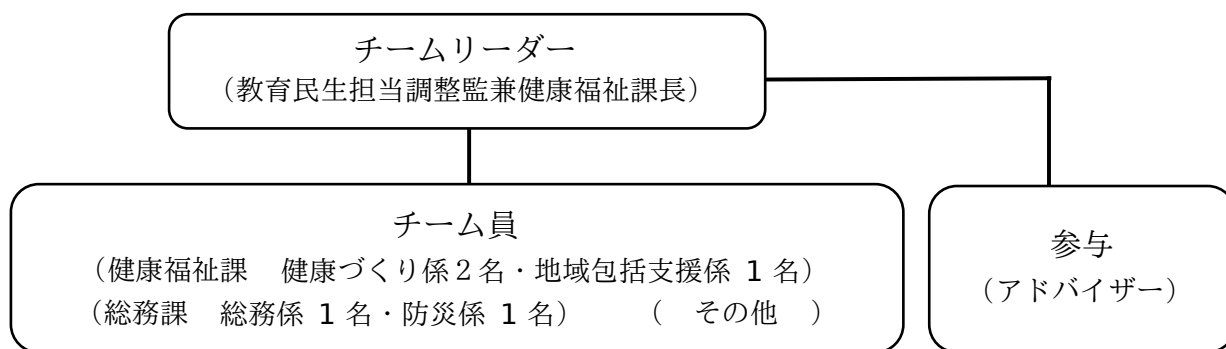 チームリーダー
（教育民生担当調整監兼健康福祉課長）
チーム員
（健康福祉課　健康づくり係２名・地域包括支援係 1 名）
（総務課　総務係 1 名・防災係 1 名）　　（　その他　）
参与
（アドバイザー）